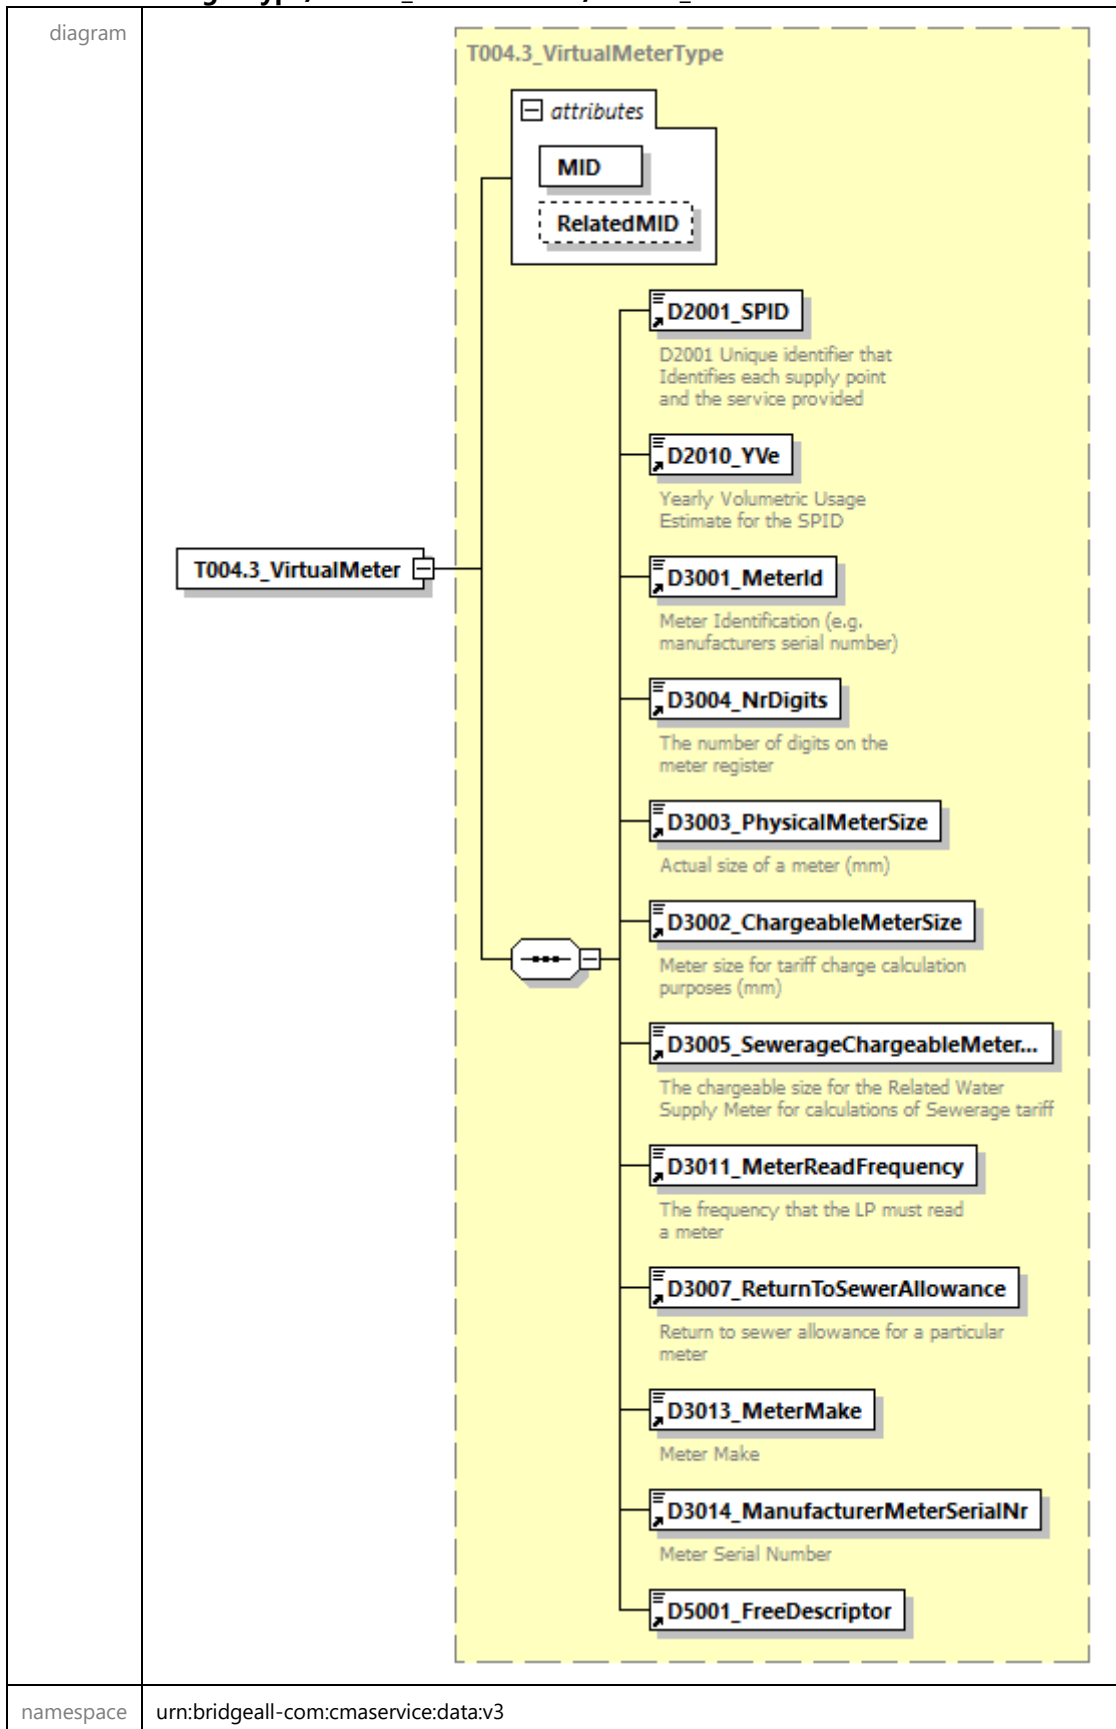 diagram
T004.3_VirtualMeterType
attributes
MID
RelatedMID
D2001_SPID
D2001 Unique identifier that
Identifies each supply point
and the service provided
D2010_YVe
Yearly Volumetric Usage
Estimate for the SPID
T004.3_VirtualMeter
D3001_MeterId
Meter Identification (e.g.
manufacturers serial number)
D3004_NrDigits
The number of digits on the
meter register
D3003_PhysicalMeterSize
Actual size of a meter (mm)
D3002_ChargeableMeterSize
Meter size for tariff charge calculation
purposes (mm)
D3005_SewerageChargeableMeter...
The chargeable size for the Related Water
Supply Meter for calculations of Sewerage tariff
D3011_MeterReadFrequency
The frequency that the LP must read
a meter
D3007_ReturnToSewerAllowance
Return to sewer allowance for a particular
meter
D3013_MeterMake
Meter Make
D3014_ManufacturerMeterSerialNr
Meter Serial Number
D5001_FreeDescriptor
namespace
urn:bridgeall-com:cmaservice:data:v3